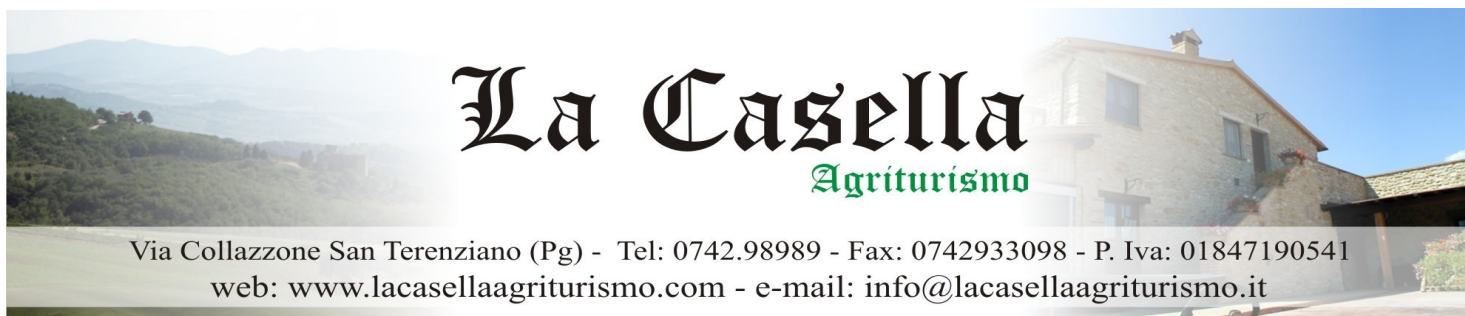 La Casella
Agriturismo
Via Collazzone San Terenziano (Pg) - Tel: 0742.98989 - Fax: 0742933098 - P. Iva: 01847190541
web: www.lacasellaagriturismo.com - e-mail: info@lacasellaagriturismo.it